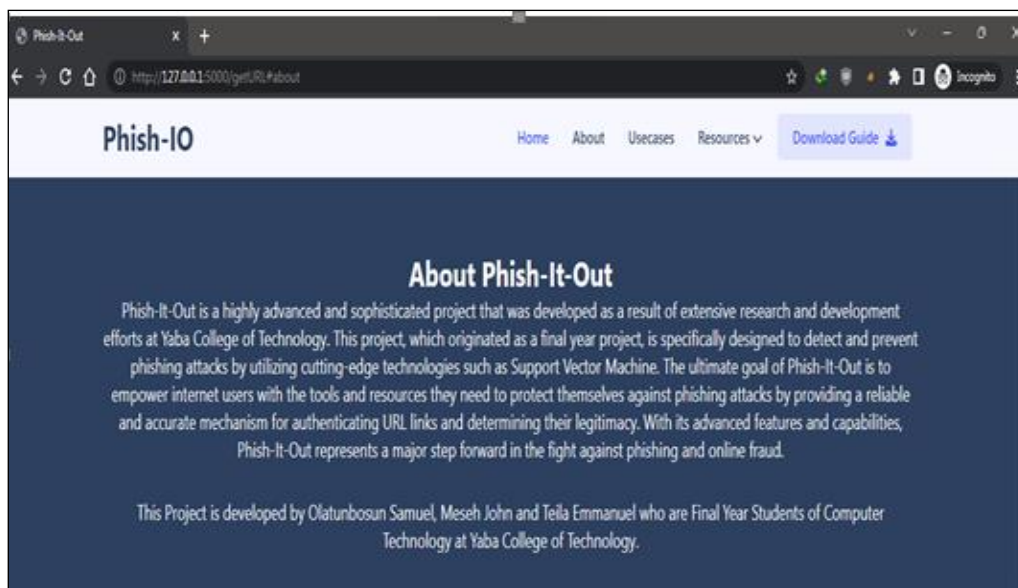 Phish-It-Out
http://127.0.0.1:5000/getURL#about
Incognito
Phish-IO
Home About Usecases Resources Download Guide
About Phish-It-Out
Phish-It-Out is a highly advanced and sophisticated project that was developed as a result of extensive research and development
efforts at Yaba College of Technology. This project, which originated as a final year project, is specifically designed to detect and prevent
phishing attacks by utilizing cutting-edge technologies such as Support Vector Machine. The ultimate goal of Phish-It-Out is to
empower internet users with the tools and resources they need to protect themselves against phishing attacks by providing a reliable
and accurate mechanism for authenticating URL links and determining their legitimacy. With its advanced features and capabilities,
Phish-It-Out represents a major step forward in the fight against phishing and online fraud.
This Project is developed by Olatunbosun Samuel, Meseh John and Teila Emmanuel who are Final Year Students of Computer
Technology at Yaba College of Technology.